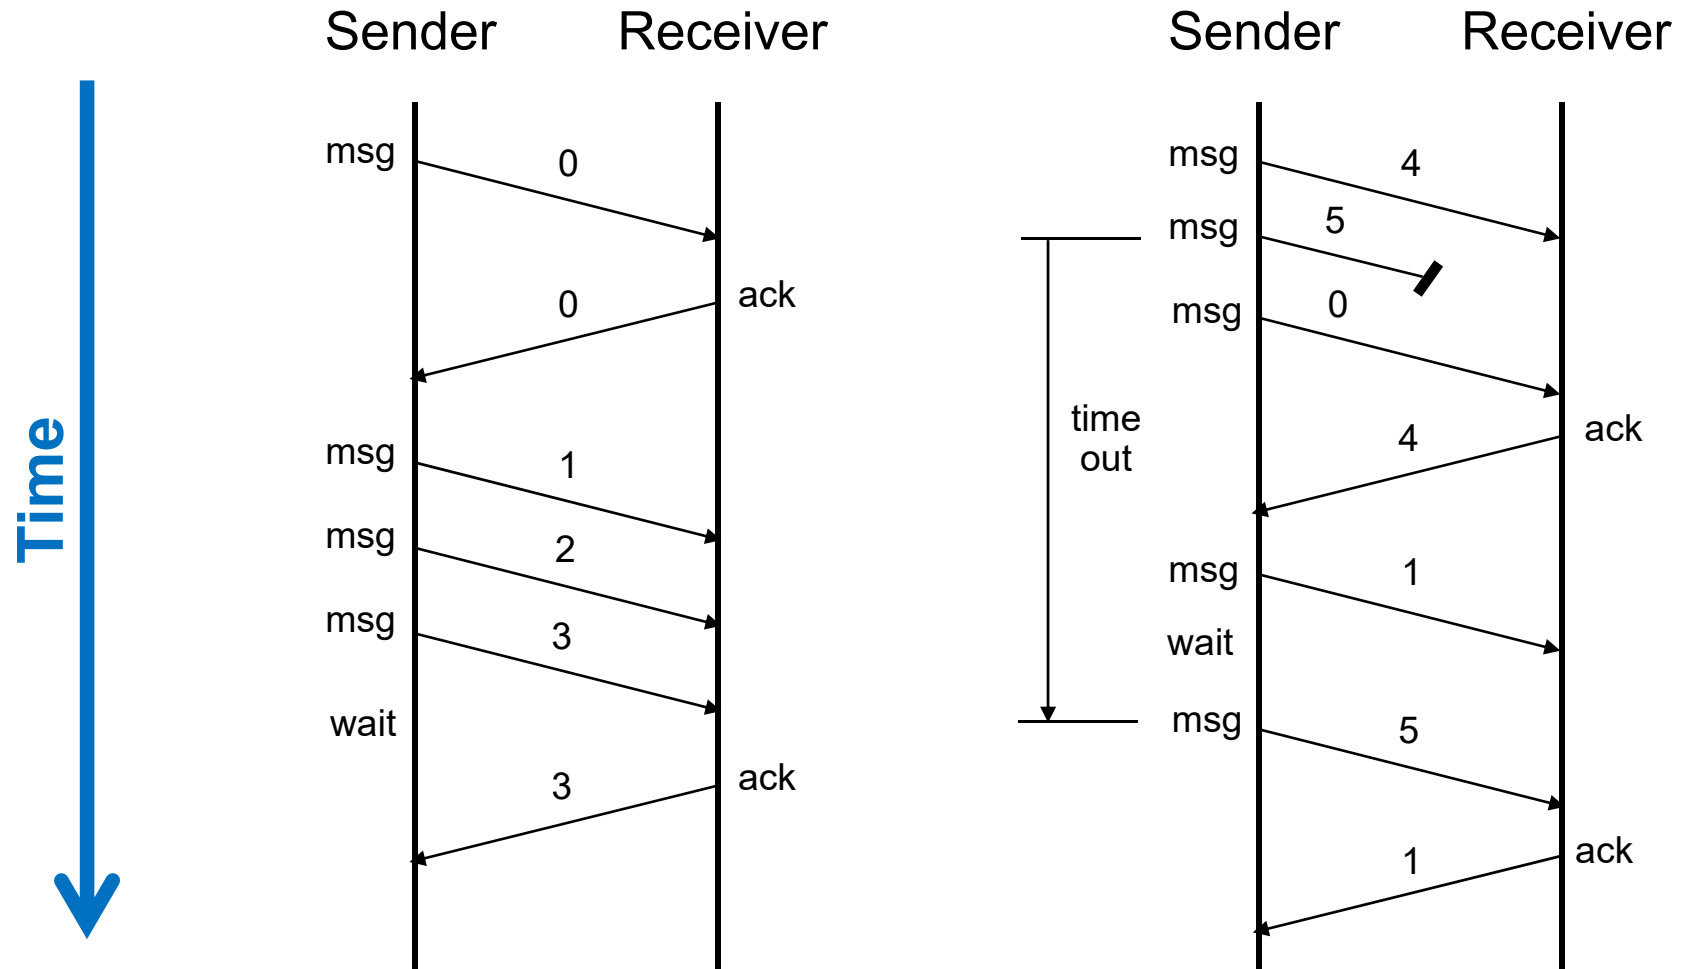 Sender
Receiver
Time
msg
0
0
ack
msg
1
msg
2
msg
3
wait
3
ack
Sender
Receiver
msg
4
msg
5
msg
0
time
out
4
ack
msg
1
wait
msg
5
1
ack